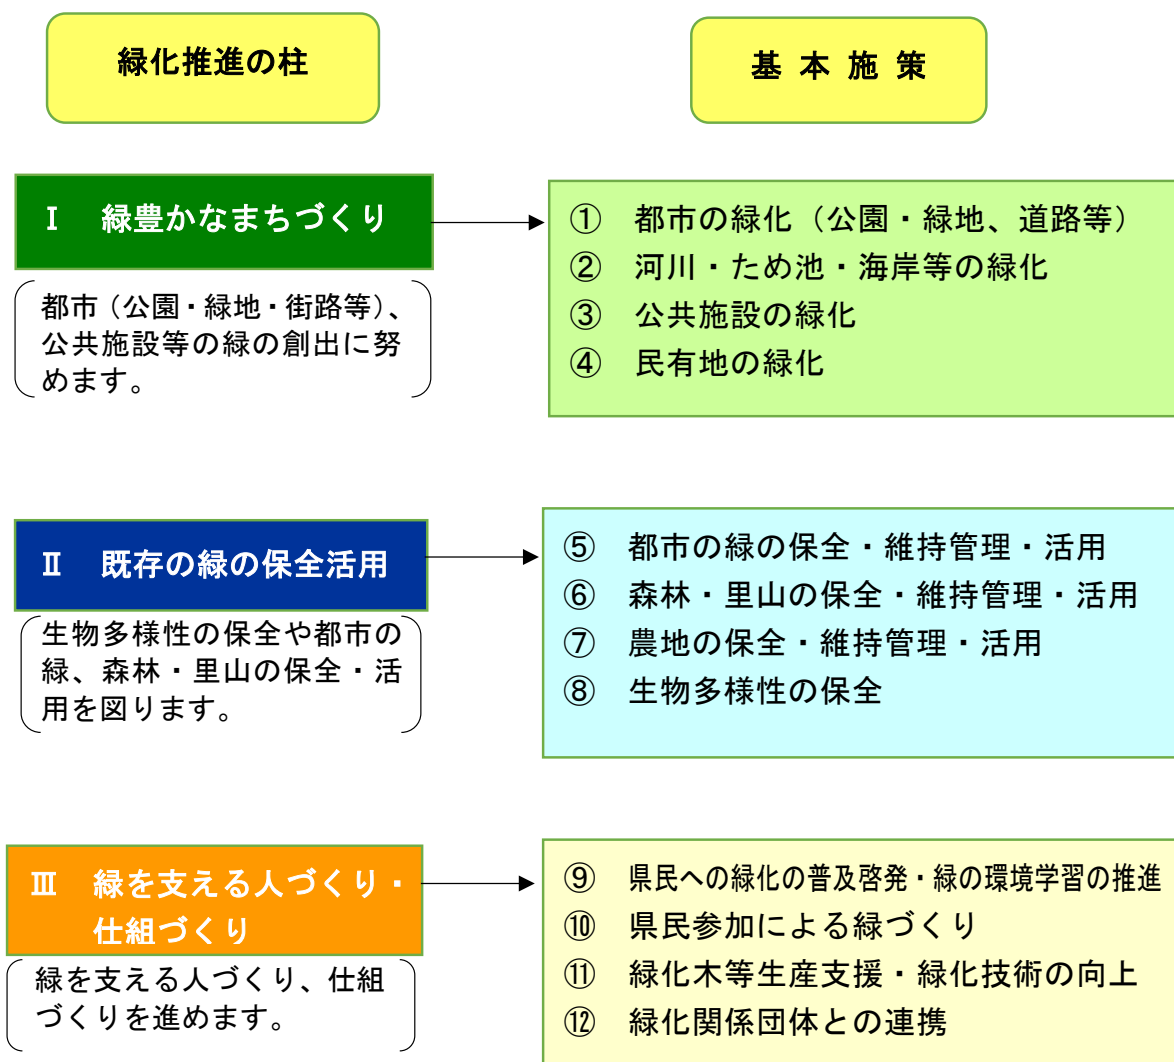 緑化推進の柱
基 本 施 策
Ⅰ 緑豊かなまちづくり
都市（公園・緑地・街路等）、
公共施設等の緑の創出に努
めます。
① 都市の緑化（公園・緑地、道路等）
② 河川・ため池・海岸等の緑化
③ 公共施設の緑化
④ 民有地の緑化
Ⅱ 既存の緑の保全活用
生物多様性の保全や都市の
緑、森林・里山の保全・活
用を図ります。
⑤ 都市の緑の保全・維持管理・活用
⑥ 森林・里山の保全・維持管理・活用
⑦ 農地の保全・維持管理・活用
⑧ 生物多様性の保全
Ⅲ 緑を支える人づくり・
仕組づくり
緑を支える人づくり、仕組
づくりを進めます。
⑨ 県民への緑化の普及啓発・緑の環境学習の推進
⑩ 県民参加による緑づくり
⑪ 緑化木等生産支援・緑化技術の向上
⑫ 緑化関係団体との連携